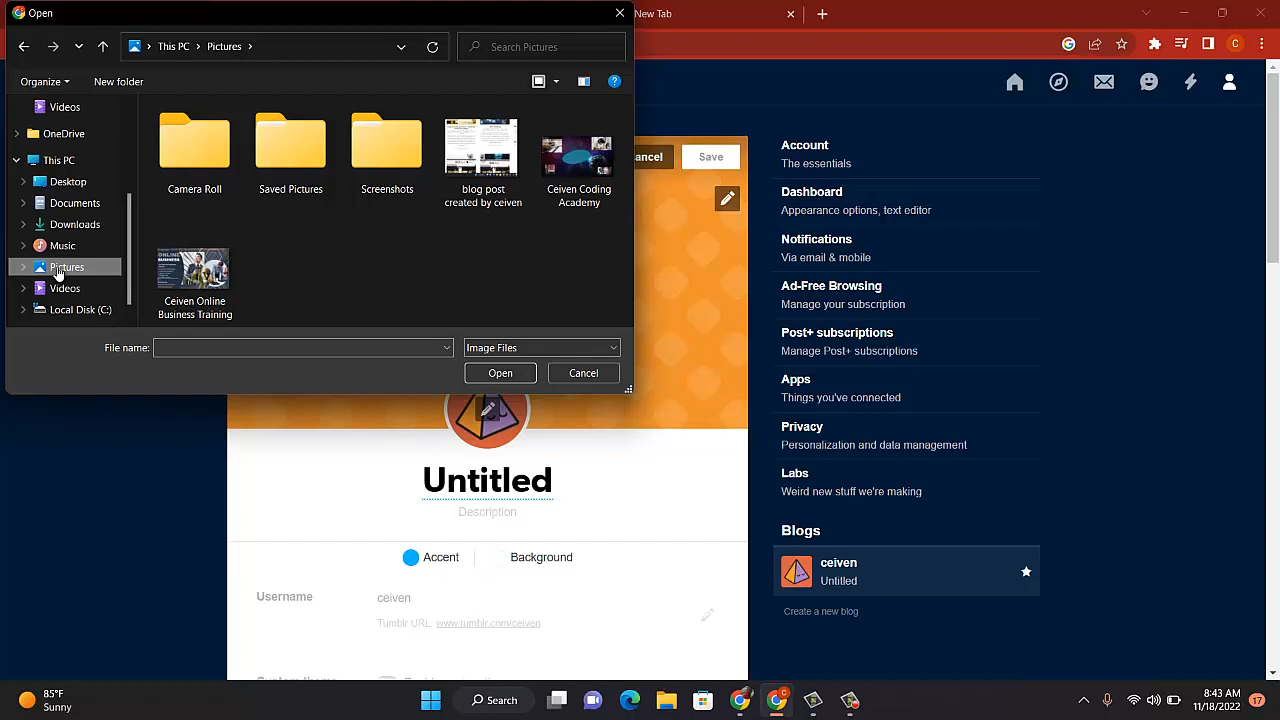 Open
New Tab
This PC
Pictures
Search Pictures
Organize
New folder
Videos
OneDrive
This PC
Desktop
Documents
Downloads
Music
Pictures
Videos
Local Disk (C:)
Camera Roll
Saved Pictures
Screenshots
blog post
created by ceiven
Ceiven Coding
Academy
Ceiven Online
Business Training
File name:
Image Files
Open
Cancel
ancel
Save
Untitled
Description
Accent
Background
Username
ceiven
Tumblr URL: www.tumblr.com/ceiven
Account
The essentials
Dashboard
Appearance options, text editor
Notifications
Via email & mobile
Ad-Free Browsing
Manage your subscription
Post+ subscriptions
Manage Post+ subscriptions
Apps
Things you've connected
Privacy
Personalization and data management
Labs
Weird new stuff we're making
Blogs
ceiven
Untitled
Create a new blog
85°F
Sunny
Search
8:43 AM
11/18/2022
17